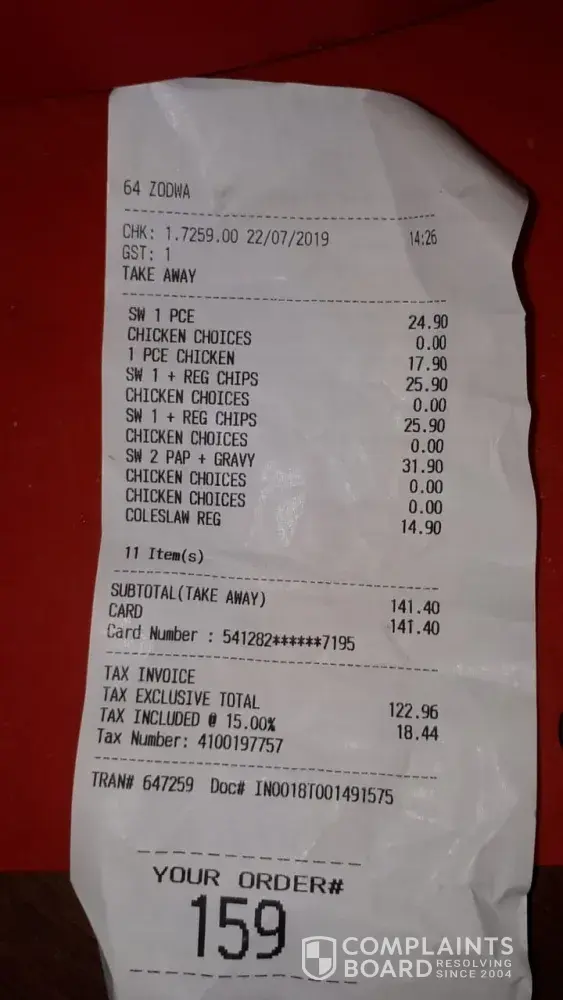 64 ZODWA
CHK: 1.7259.00 22/07/2019 14:26
GST: 1
TAKE AWAY
SW 1 PCE 24.90
CHICKEN CHOICES 0.00
1 PCE CHICKEN 17.90
SW 1 + REG CHIPS 25.90
CHICKEN CHOICES 0.00
SW 1 + REG CHIPS 25.90
CHICKEN CHOICES 0.00
SW 2 PAP + GRAVY 31.90
CHICKEN CHOICES 0.00
CHICKEN CHOICES 0.00
COLESLAW REG 14.90
11 Item(s)
SUBTOTAL(TAKE AWAY) 141.40
CARD 141.40
Card Number : 541282******7195
TAX INVOICE
TAX EXCLUSIVE TOTAL 122.96
TAX INCLUDED @ 15.00% 18.44
Tax Number: 4100197757
TRAN# 647259 Doc# IN0018T001491575
YOUR ORDER#
159
COMPLAINTS
BOARD RESOLVING
SINCE 2004